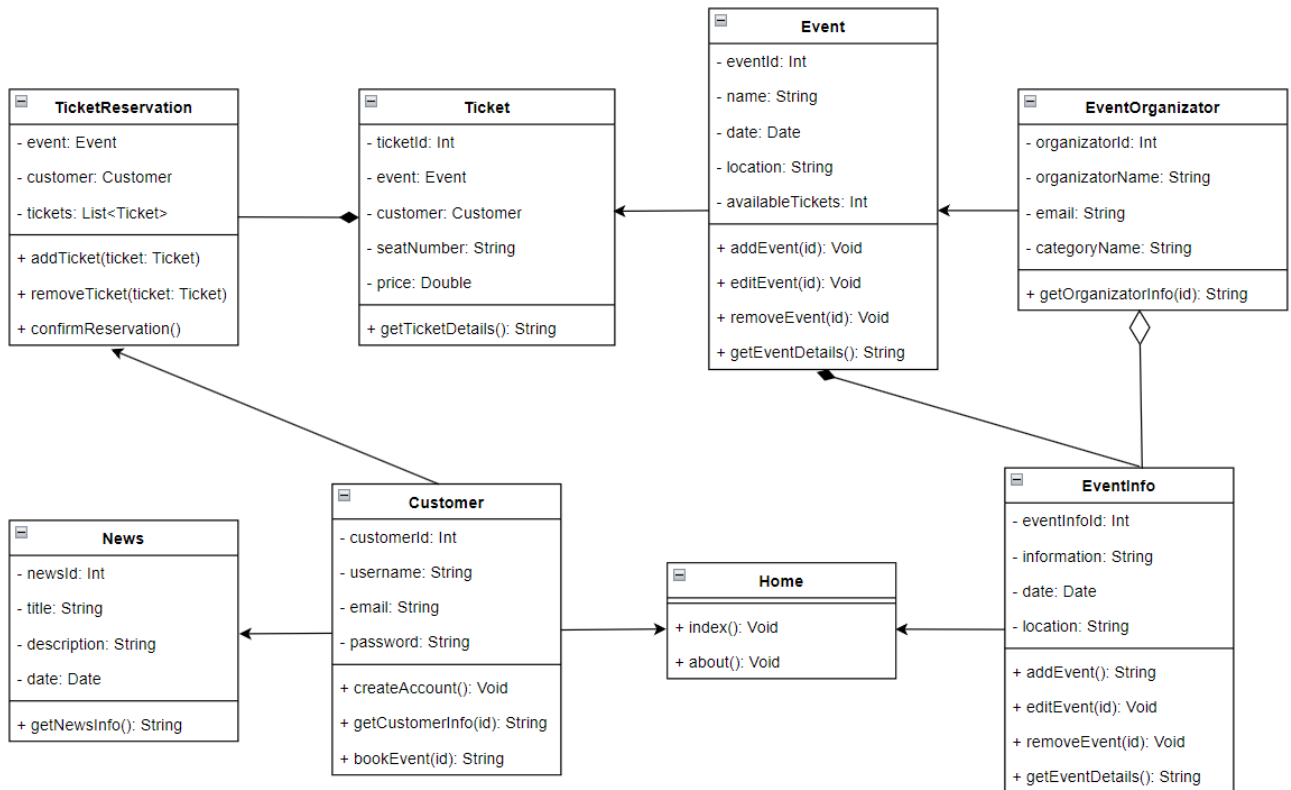 TicketReservation
- event: Event
- customer: Customer
- tickets: List<Ticket>
+ addTicket(ticket: Ticket)
+ removeTicket(ticket: Ticket)
+ confirmReservation()
Ticket
- ticketId: Int
- event: Event
- customer: Customer
- seatNumber: String
- price: Double
+ getTicketDetails(): String
Event
- eventId: Int
- name: String
- date: Date
- location: String
- availableTickets: Int
+ addEvent(id): Void
+ editEvent(id): Void
+ removeEvent(id): Void
+ getEventDetails(): String
EventOrganizator
- organizatorId: Int
- organizatorName: String
- email: String
- categoryName: String
+ getOrganizatorInfo(id): String
News
- newsId: Int
- title: String
- description: String
- date: Date
+ getNewsInfo(): String
Customer
- customerId: Int
- username: String
- email: String
- password: String
+ createAccount(): Void
+ getCustomerInfo(id): String
+ bookEvent(id): String
Home
+ index(): Void
+ about(): Void
EventInfo
- eventInfoId: Int
- information: String
- date: Date
- location: String
+ addEvent(): String
+ editEvent(id): Void
+ removeEvent(id): Void
+ getEventDetails(): String